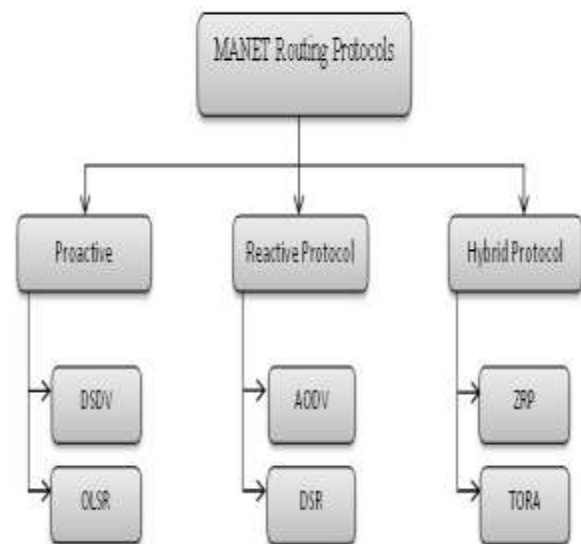 MANET Routing Protocols
Proactive
Reactive Protocol
Hybrid Protocol
DSDV
AODV
ZRP
OLSR
DSR
TORA